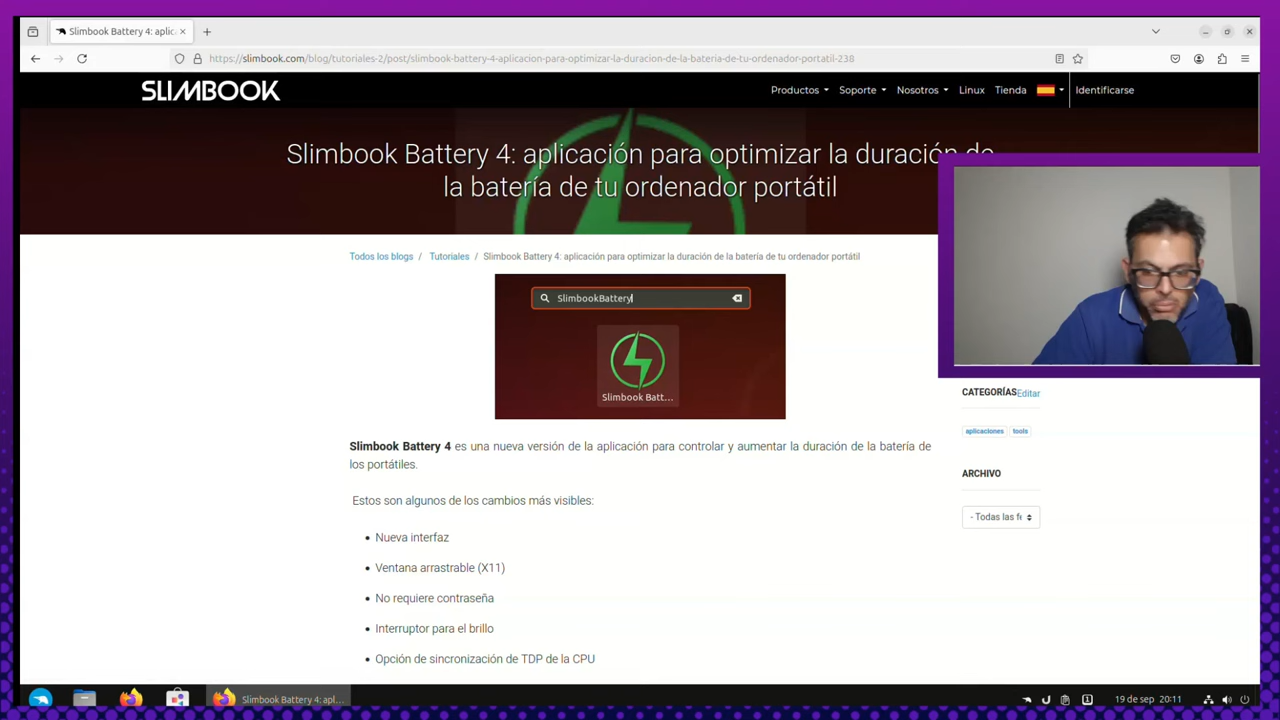 Slimbook Battery 4: aplic
https://slimbook.com/blog/tutoriales-2/post/slimbook-battery-4-aplicacion-para-optimizar-la-duracion-de-la-bateria-de-tu-ordenador-portatil-238
SLIMBOOK
Productos
Soporte
Nosotros
Linux
Tienda
Identificarse
Slimbook Battery 4: aplicación para optimizar la duración de
la batería de tu ordenador portátil
Todos los blogs / Tutoriales / Slimbook Battery 4: aplicación para optimizar la duración de la batería de tu ordenador portátil
SlimbookBattery
Slimbook Batt...
CATEGORÍAS Editar
aplicaciones tools
Slimbook Battery 4 es una nueva versión de la aplicación para controlar y aumentar la duración de la batería de
los portátiles.
ARCHIVO
Estos son algunos de los cambios más visibles:
- Todas las fe
• Nueva interfaz
• Ventana arrastrable (X11)
• No requiere contraseña
• Interruptor para el brillo
• Opción de sincronización de TDP de la CPU
Slimbook Battery 4: apl...
1
19 de sep 20:11